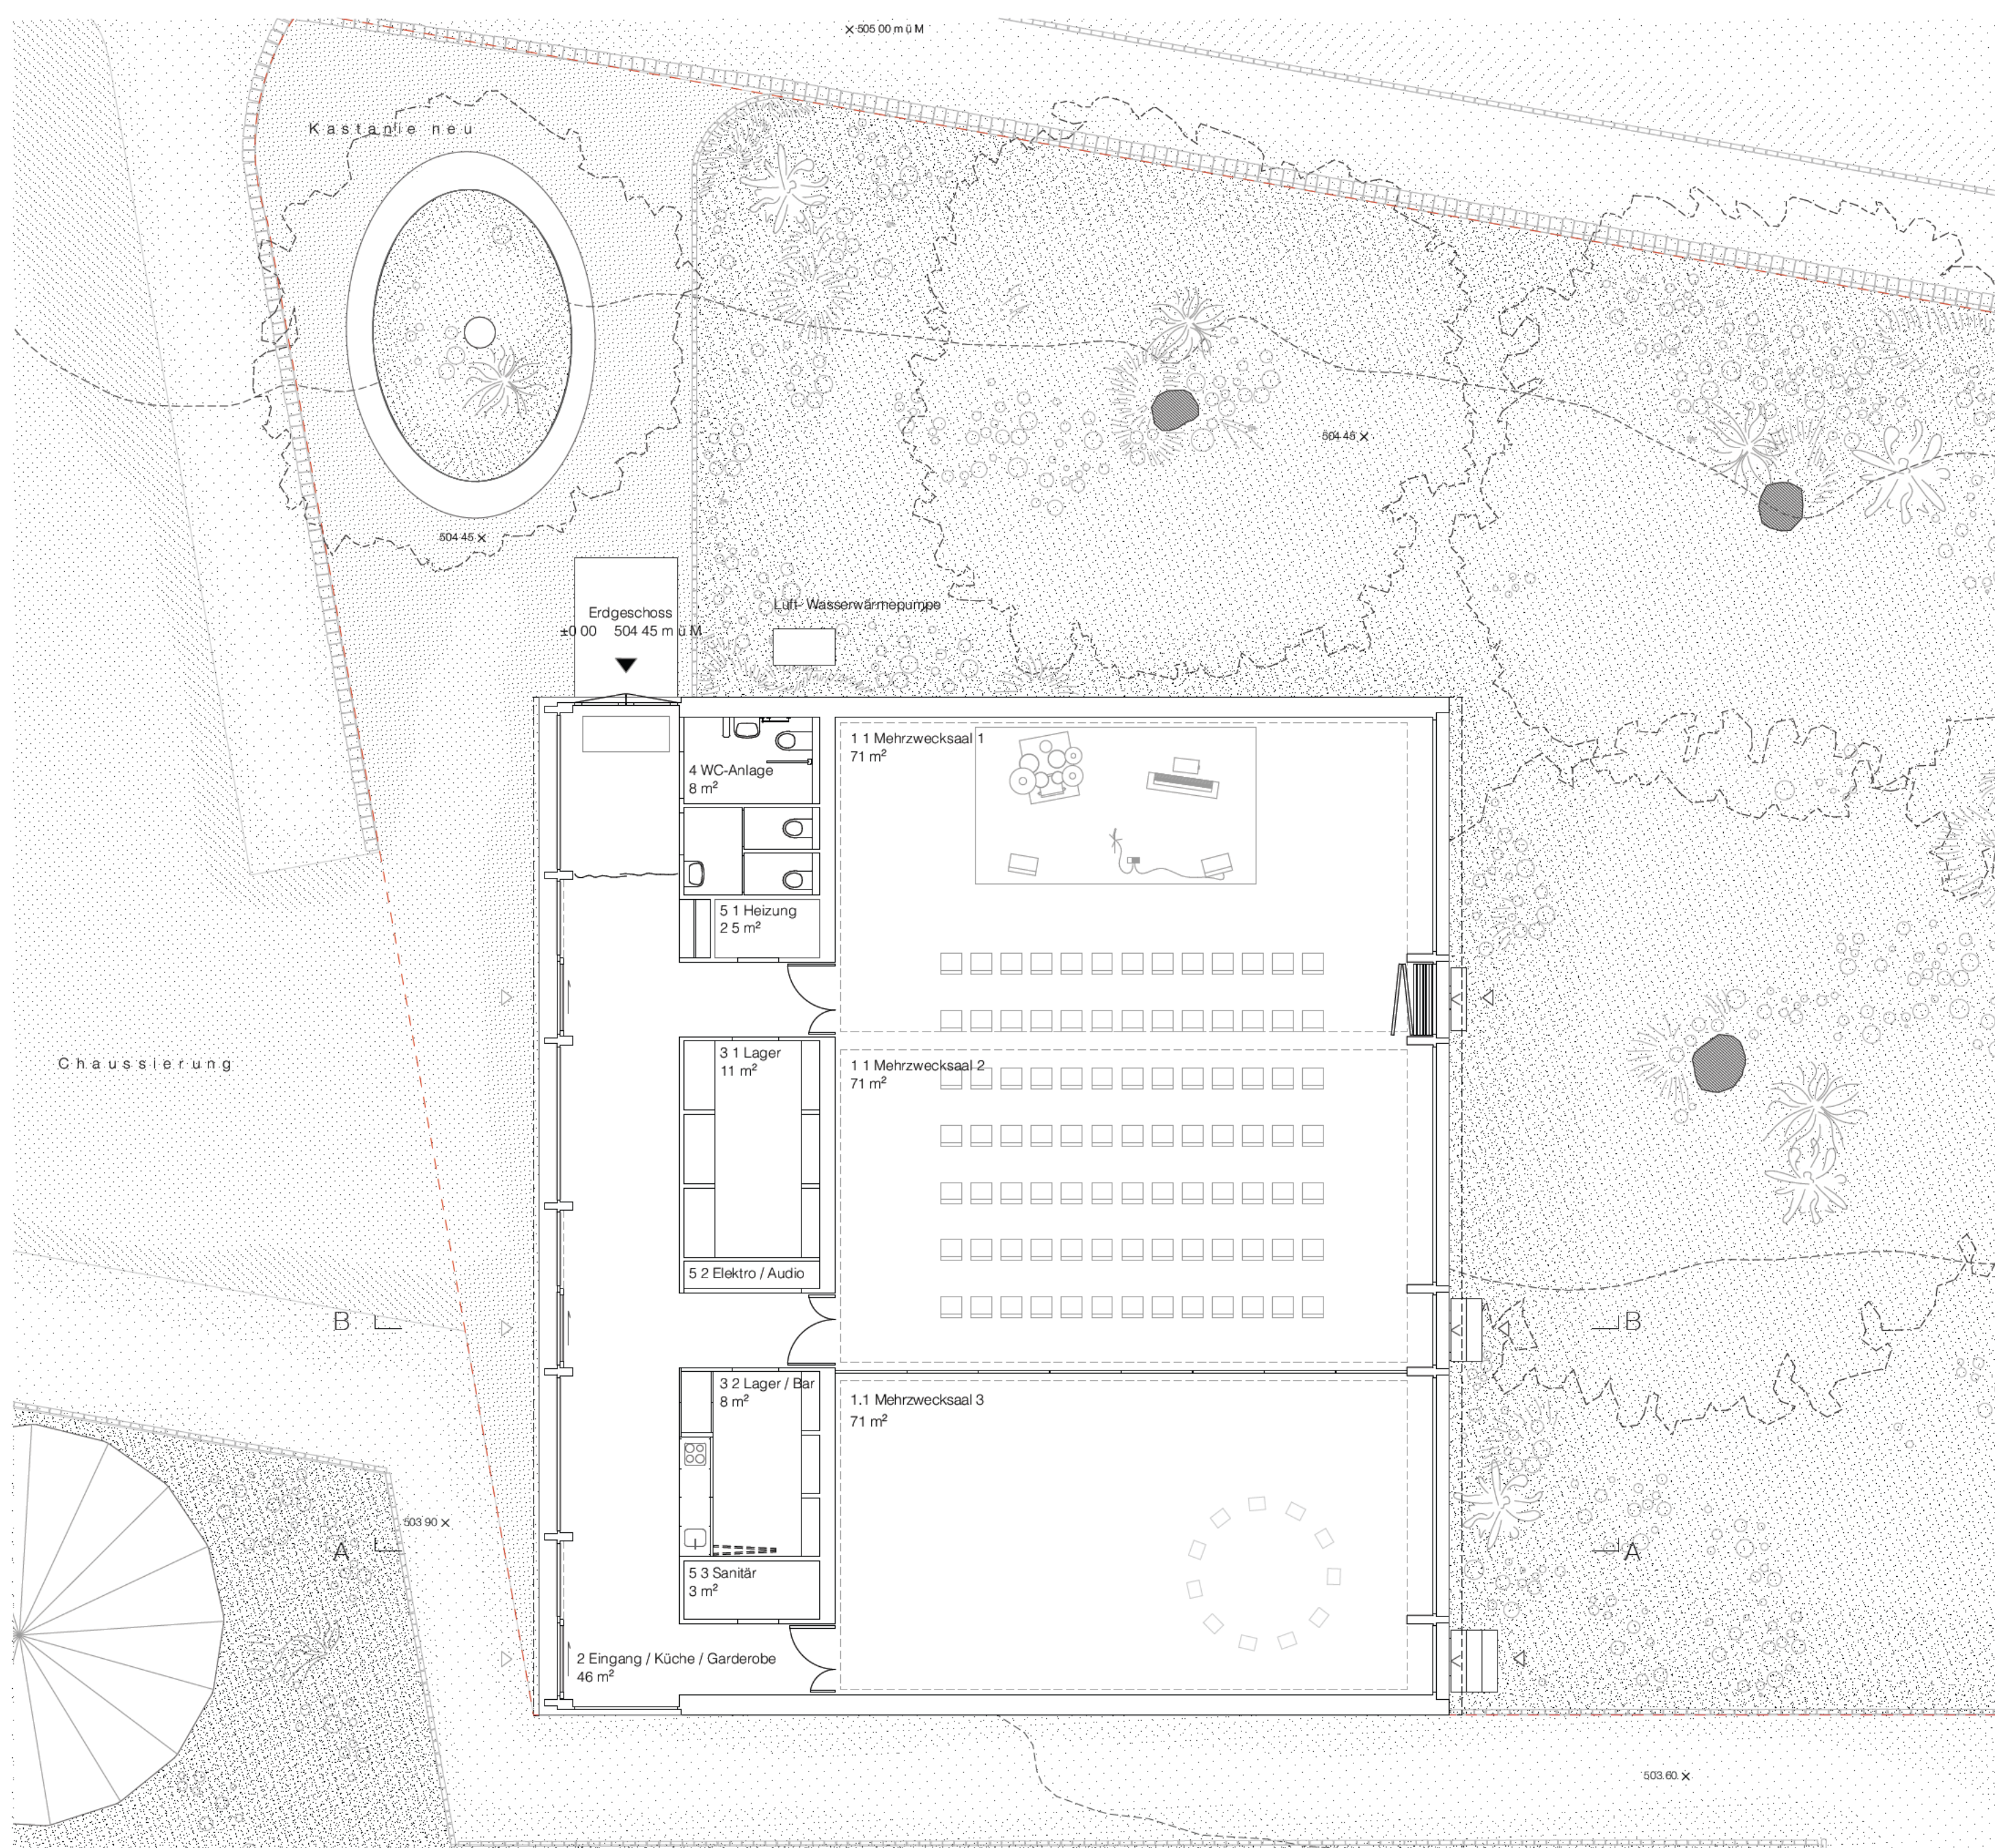 505 00 m ü M
Kastanie neu
504 45
504 45
Erdgeschoss
±0 00 504 45 m ü M
Luft- Wasserwärmepumpe
1 1 Mehrzwecksaal 1
71 m²
4 WC-Anlage
8 m²
5 1 Heizung
2 5 m²
Chaussierung
3 1 Lager
11 m²
1 1 Mehrzwecksaal 2
71 m²
5 2 Elektro / Audio
B
B
3 2 Lager / Bar
8 m²
1.1 Mehrzwecksaal 3
71 m²
503 90
A
A
5 3 Sanitär
3 m²
2 Eingang / Küche / Garderobe
46 m²
503.60